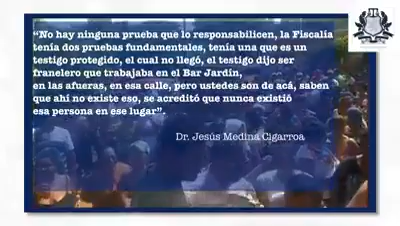 “No hay ninguna prueba que lo responsabilicen, la Fiscalía
tenía dos pruebas fundamentales, tenía una que es un
testigo protegido, el cual no llegó, el testigo dijo ser
franelero que trabajaba en el Bar Jardín,
en las afueras, en esa calle, pero ustedes son de acá, saben
que ahí no existe eso, se acreditó que nunca existió
esa persona en ese lugar”.
Dr. Jesús Medina Cigarroa